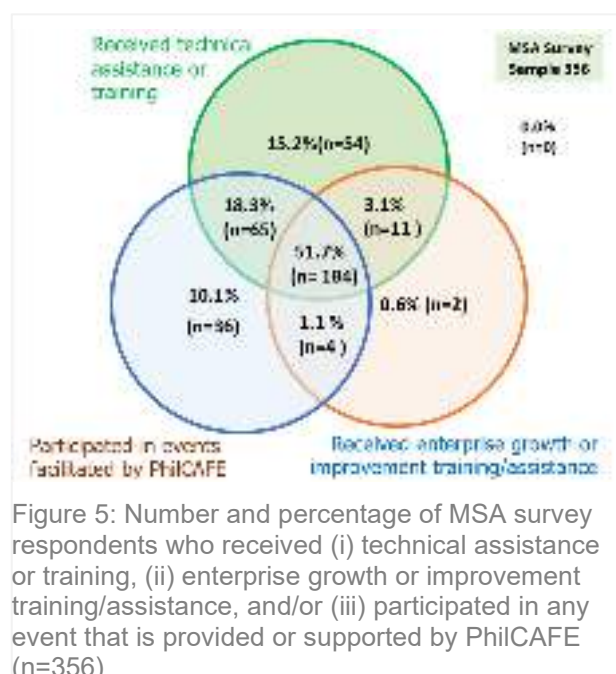 Received technical
assistance or
training
MSA Survey
Sample 356
0.0%
(n=0)
15.2%(n=54)
18.3%
(n=65)
3.1%
(n=11 )
51.7%
(n= 184)
10.1%
(n=36)
0.6% (n=2)
1.1 %
(n=4 )
Participated in events
facilitated by PhilCAFE
Received enterprise growth or
improvement training/assistance
Figure 5: Number and percentage of MSA survey
respondents who received (i) technical assistance
or training, (ii) enterprise growth or improvement
training/assistance, and/or (iii) participated in any
event that is provided or supported by PhilCAFE
(n=356)